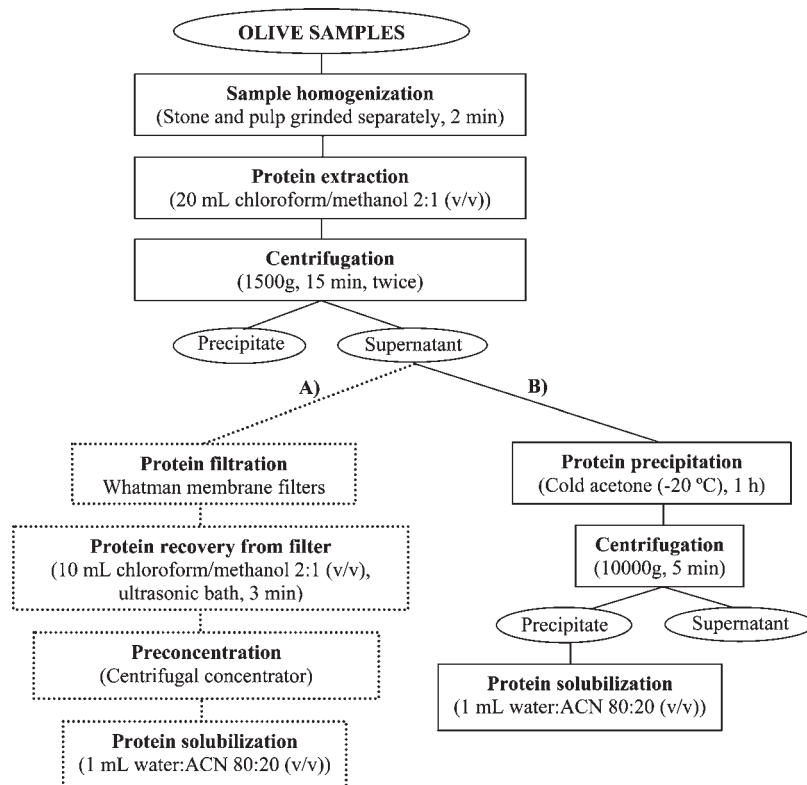 OLIVE SAMPLES
Sample homogenization
(Stone and pulp grinded separately, 2 min)
Protein extraction
(20 mL chloroform/methanol 2:1 (v/v))
Centrifugation
(1500g, 15 min, twice)
Precipitate
Supernatant
A)
B)
Protein filtration
Whatman membrane filters
Protein recovery from filter
(10 mL chloroform/methanol 2:1 (v/v),
ultrasonic bath, 3 min)
Preconcentration
(Centrifugal concentrator)
Protein solubilization
(1 mL water:ACN 80:20 (v/v))
Protein precipitation
(Cold acetone (-20 ºC), 1 h)
Centrifugation
(10000g, 5 min)
Precipitate
Supernatant
Protein solubilization
(1 mL water:ACN 80:20 (v/v))